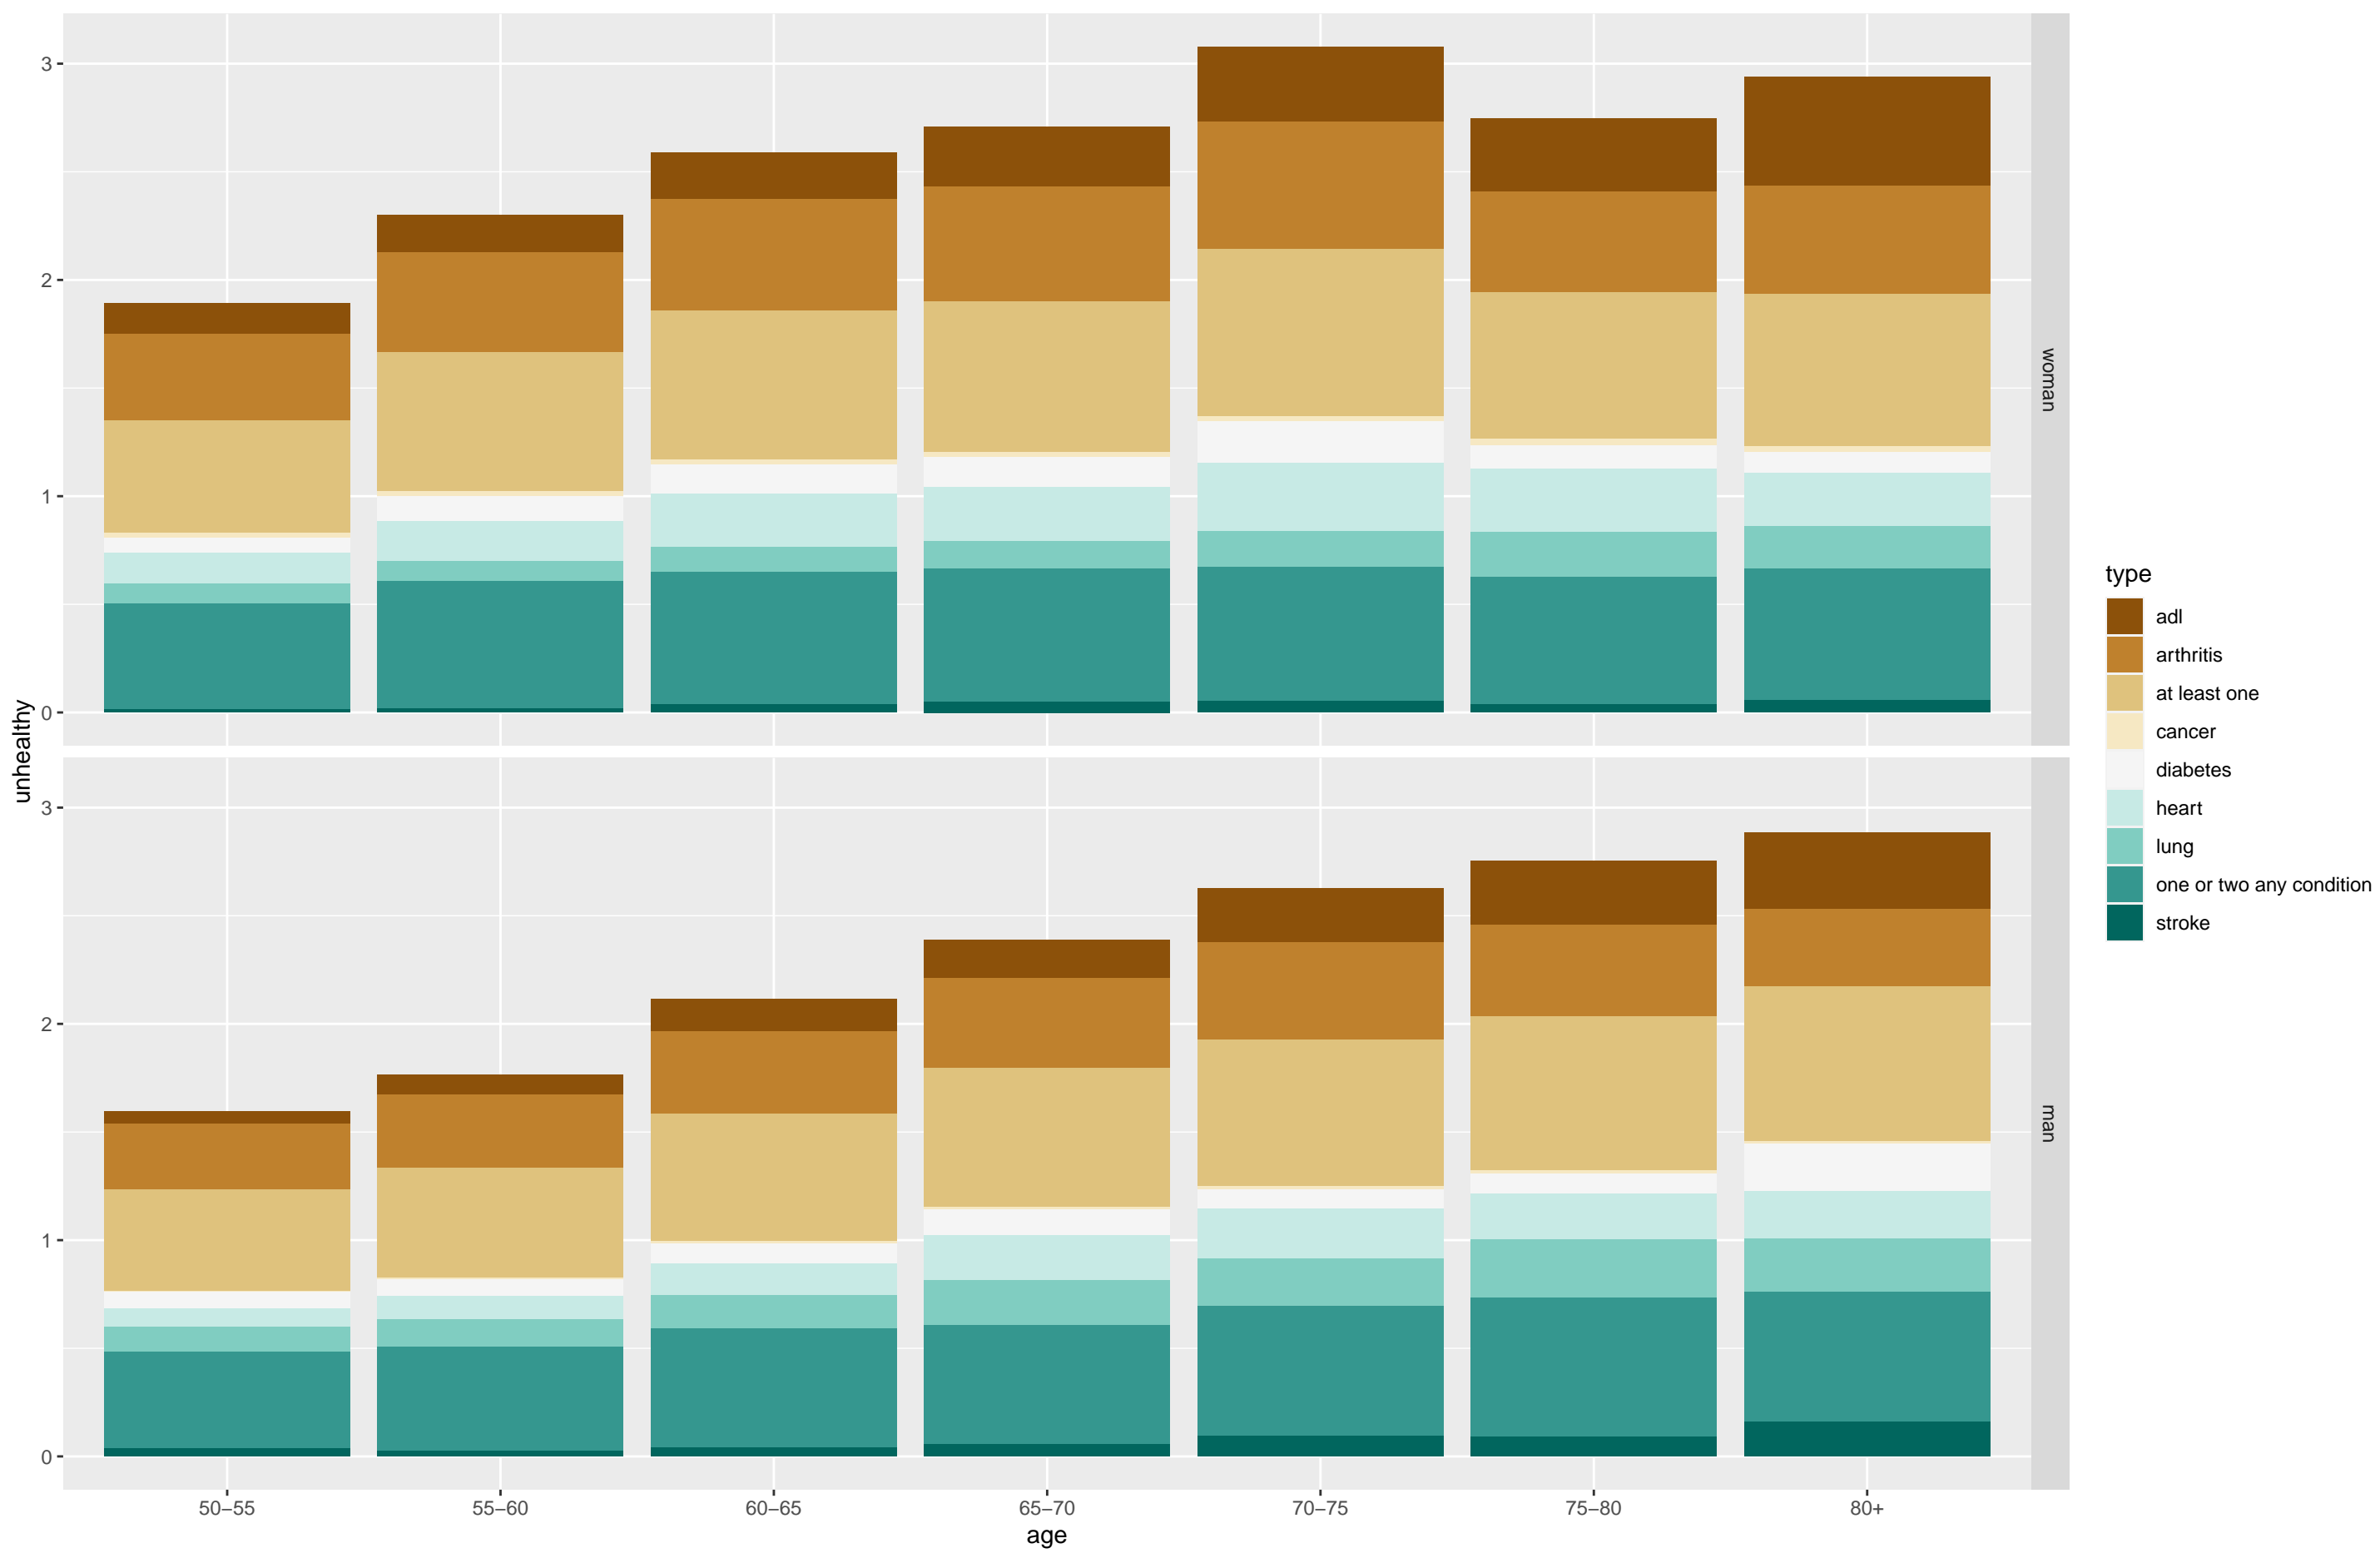 unhealthy
3
2
1
0
woman
3
2
1
0
man
50–55
55–60
60–65
65–70
70–75
75–80
80+
age
type
adl
arthritis
at least one
cancer
diabetes
heart
lung
one or two any condition
stroke